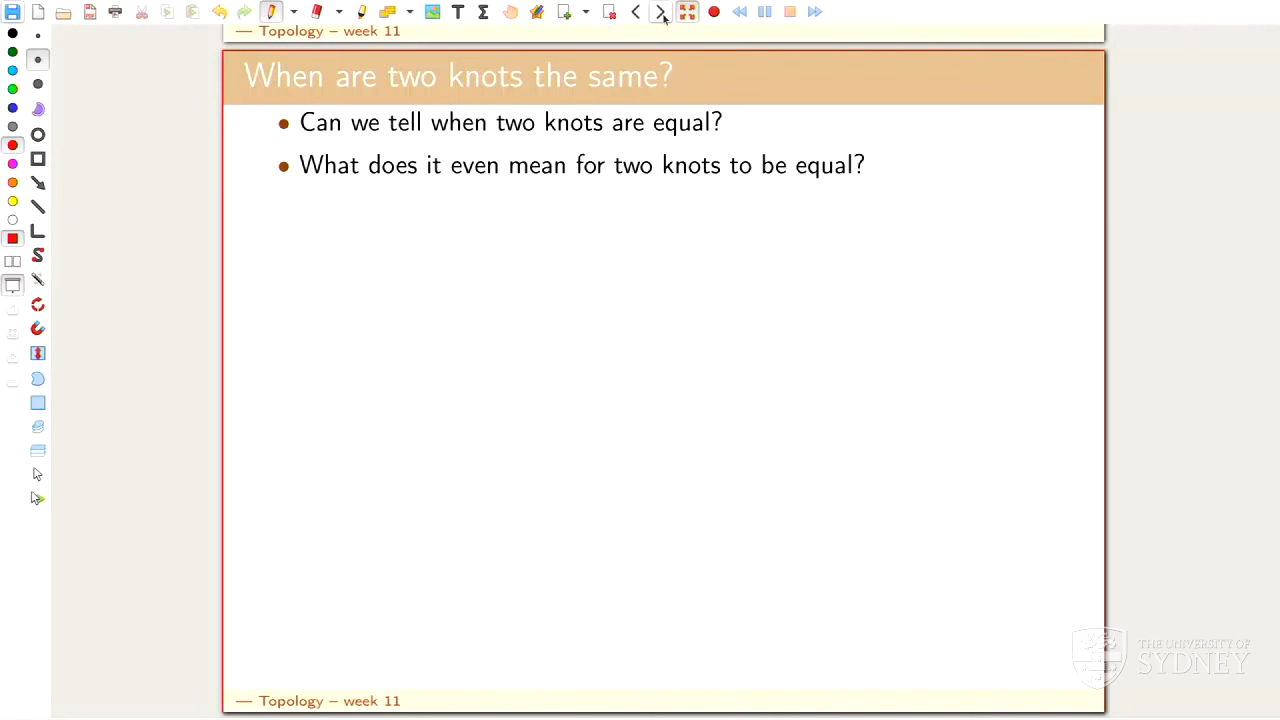 — Topology – week 11
When are two knots the same?
• Can we tell when two knots are equal?
• What does it even mean for two knots to be equal?
THE UNIVERSITY OF
SYDNEY
— Topology – week 11